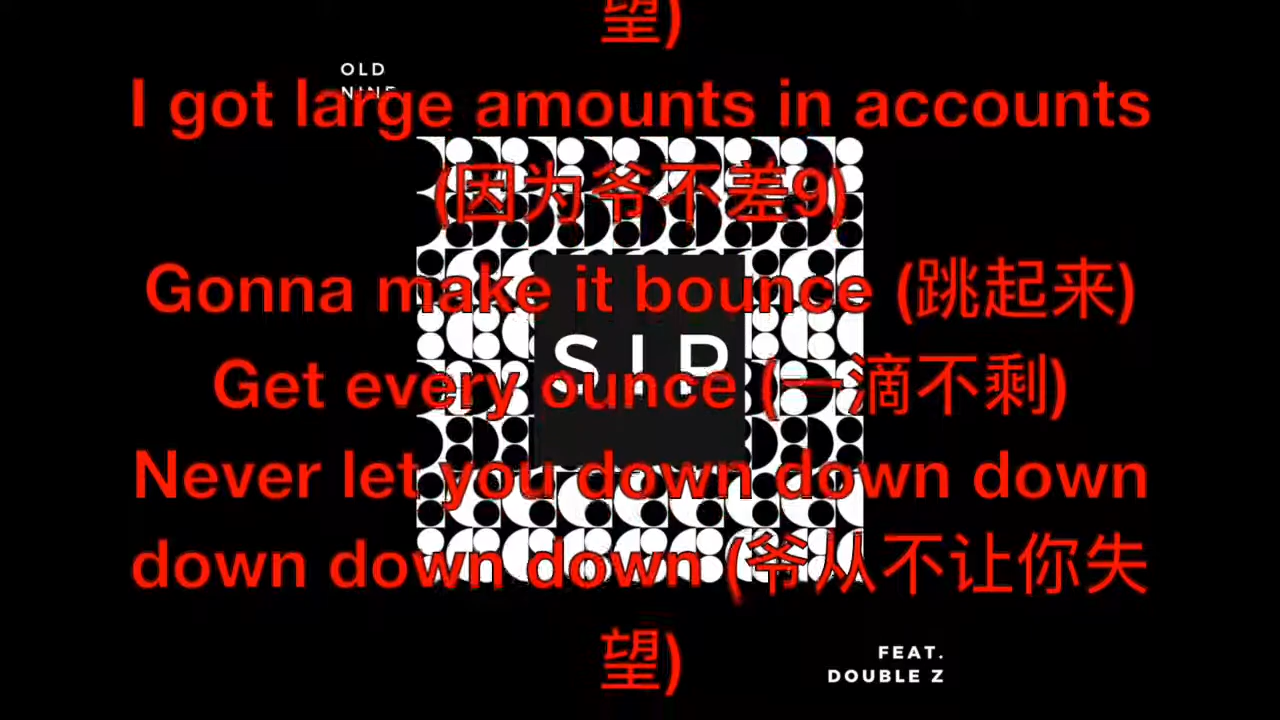 望)
OLD
NINE
I got large amounts in accounts
(因为爷不差9)
Gonna make it bounce (跳起来)
SIP
Get every ounce (一滴不剩)
Never let you down down down
down down down (爷从不让你失
望)
FEAT.
DOUBLE Z